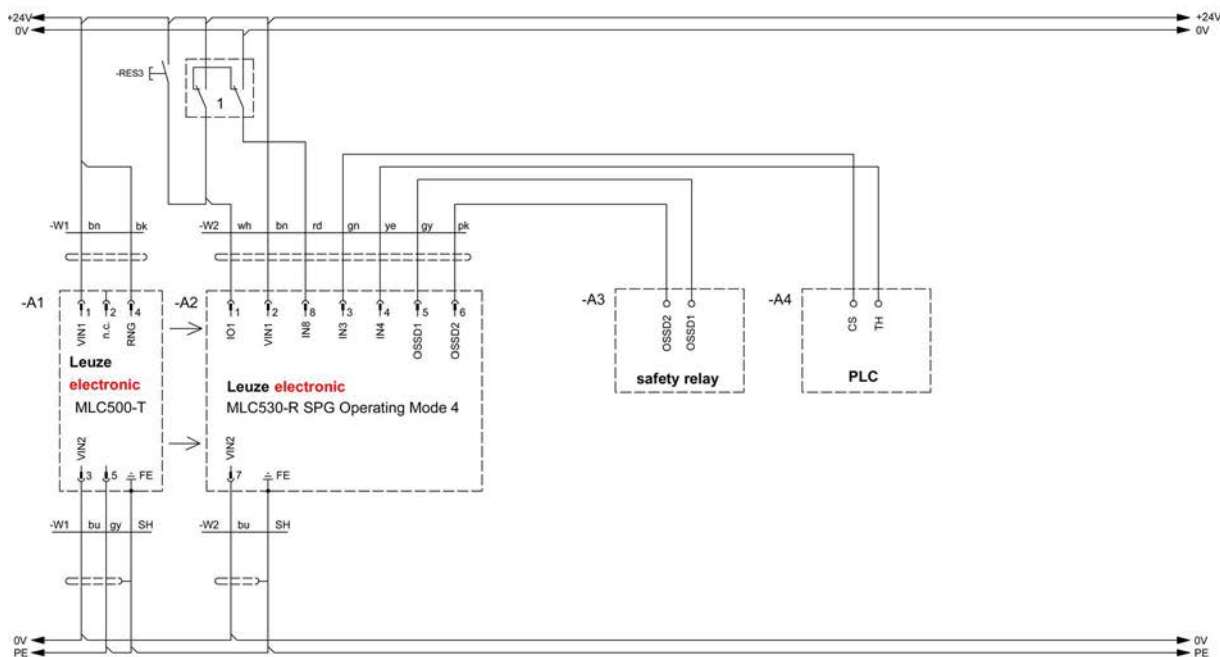 +24V +24V
0V 0V
-RES3
1
-W1 bn bk -W2 wh bn rd gn ye gy pk
-A1 -A2 -A3 -A4
1 2 4 1 2 8 3 4 5 6
VIN1 n.c. RNG IO1 VIN1 IN8 IN3 IN4 OSSD1 OSSD2 OSSD2 OSSD1 CS TH
Leuze
electronic
MLC500-T
Leuze electronic
MLC530-R SPG Operating Mode 4
safety relay
PLC
VIN2 VIN2
3 5 FE 7 FE
-W1 bu gy SH -W2 bu SH
0V 0V
PE PE